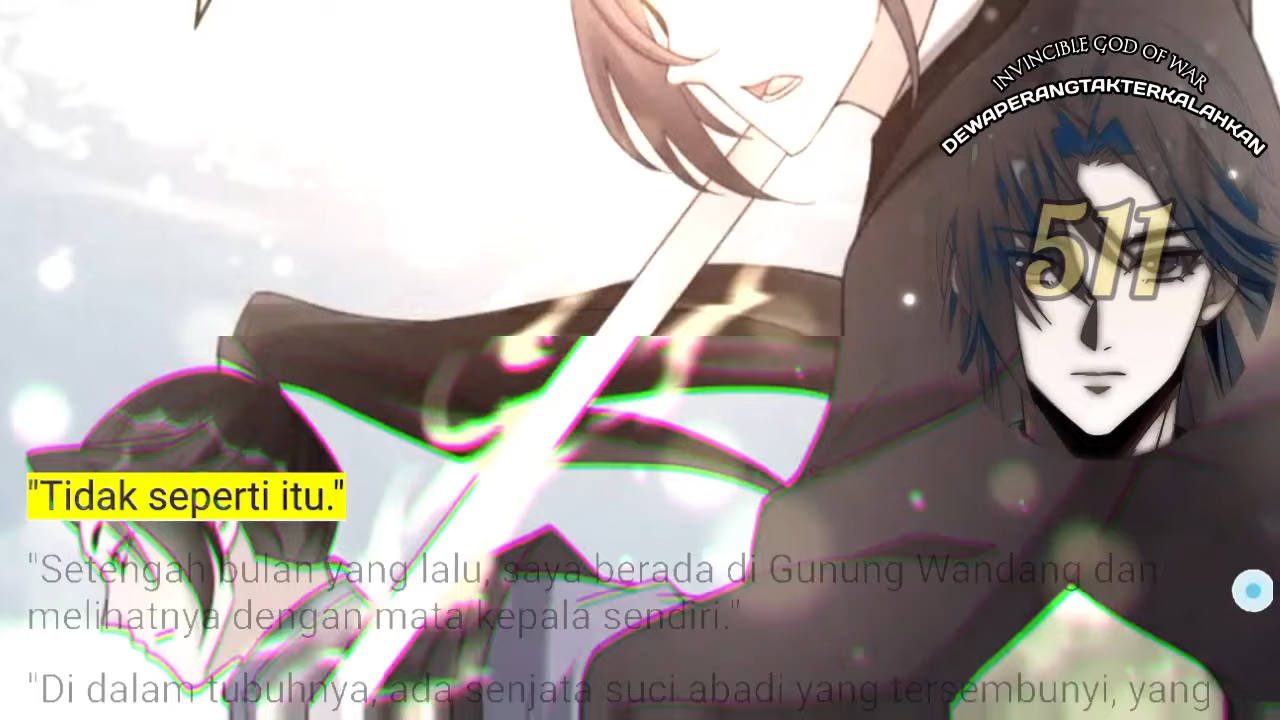 INVINCIBLE GOD OF WAR
DEWAPERANGTAKTERKALAHKAN
511
"Tidak seperti itu."
"Setengah bulan yang lalu, saya berada di Gunung Wandang dan
melihatnya dengan mata kepala sendiri."
"Di dalam tubuhnya, ada senjata suci abadi yang tersembunyi, yang